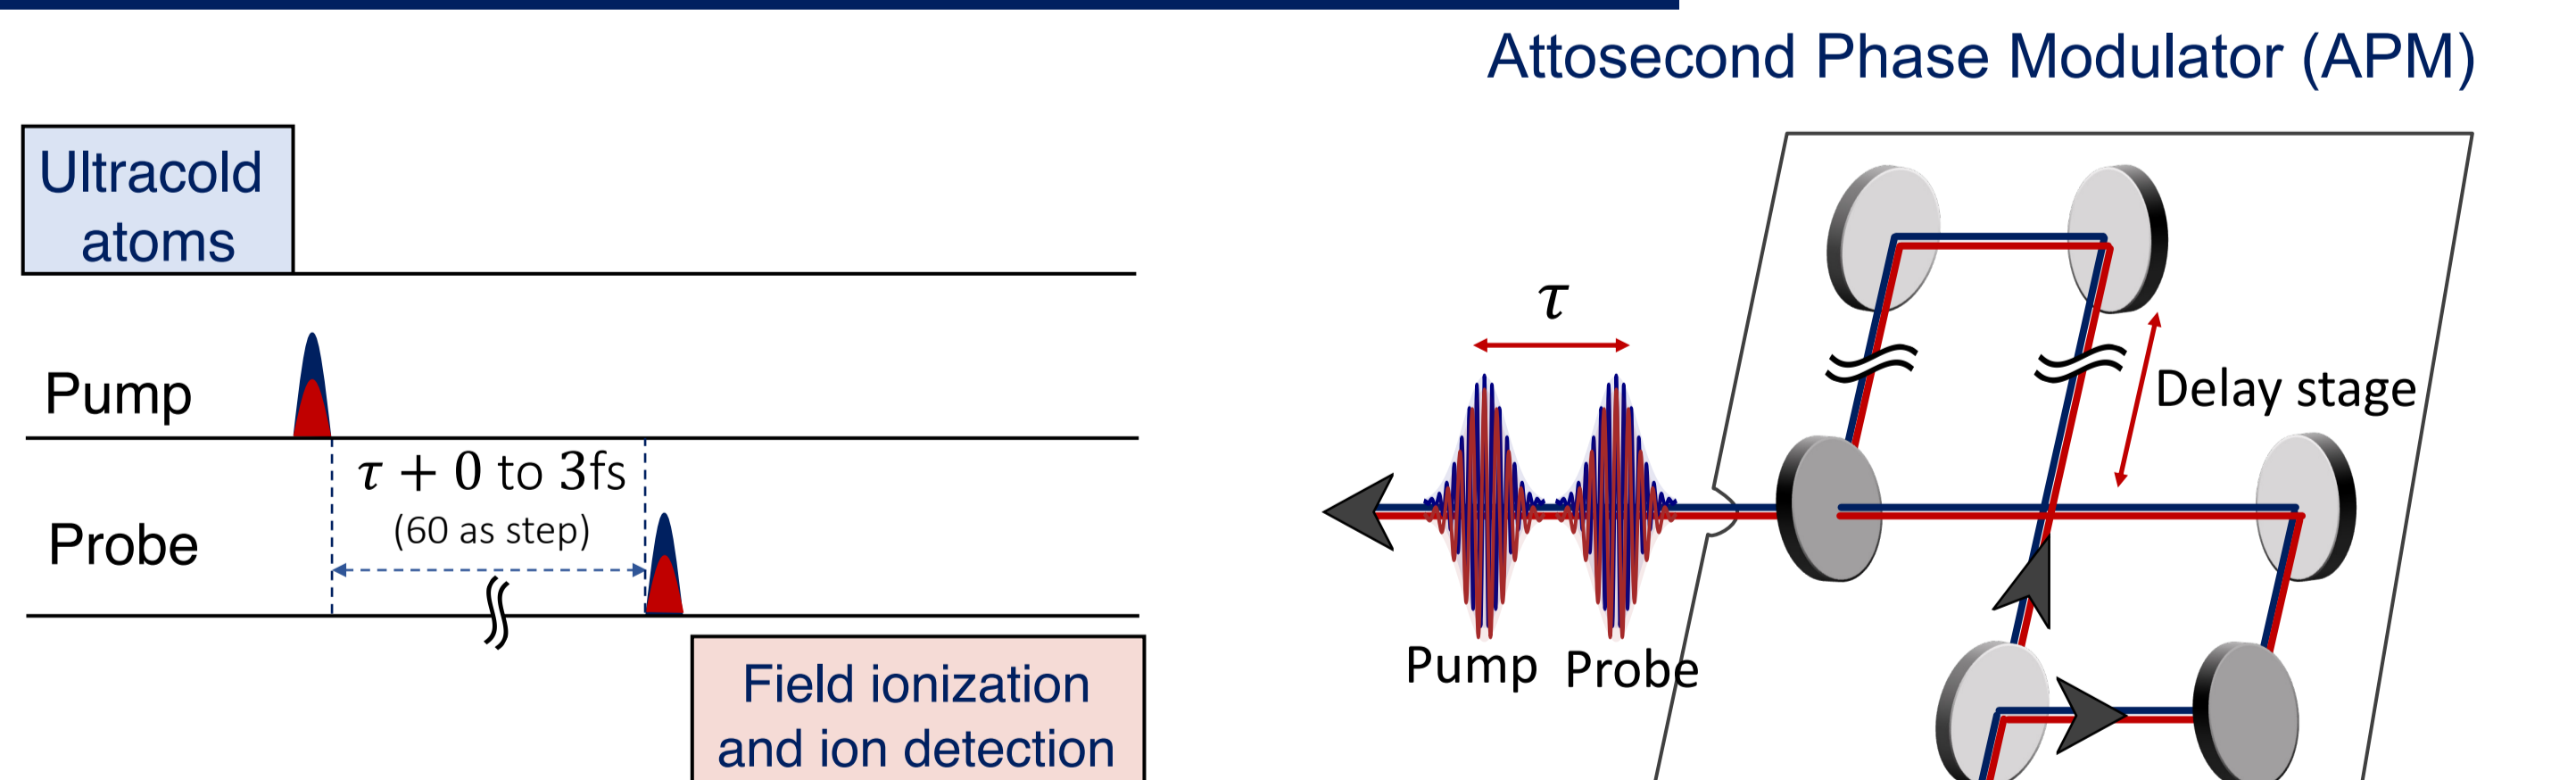 Attosecond Phase Modulator (APM)
Ultracold
atoms
Pump
τ + 0 to 3fs
(60 as step)
Probe
Field ionization
and ion detection
τ
Delay stage
Pump Probe